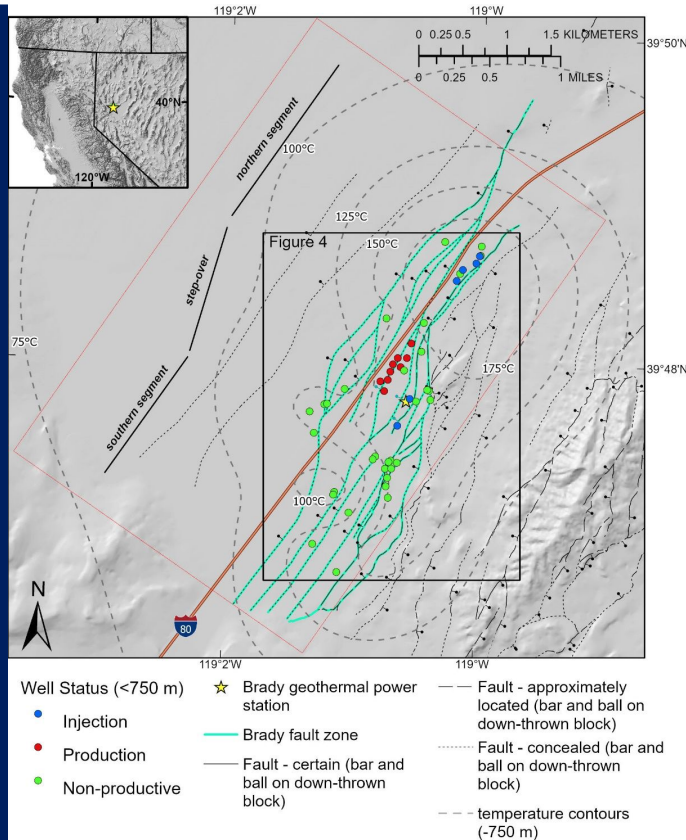 119°2'W
119°W
0 0.25 0.5 1 1.5 KILOMETERS
0 0.25 0.5 1 MILES
39°50'N
40°N
120°W
northern segment
100°C
125°C
Figure 4
150°C
step-over
75°C
175°C
39°48'N
southern segment
100°C
N
80
119°2'W
119°W
Well Status (<750 m)
Injection
Production
Non-productive
Brady geothermal power
station
Brady fault zone
Fault - certain (bar and
ball on down-thrown
block)
Fault - approximately
located (bar and ball on
down-thrown block)
Fault - concealed (bar and
ball on down-thrown
block)
temperature contours
(-750 m)